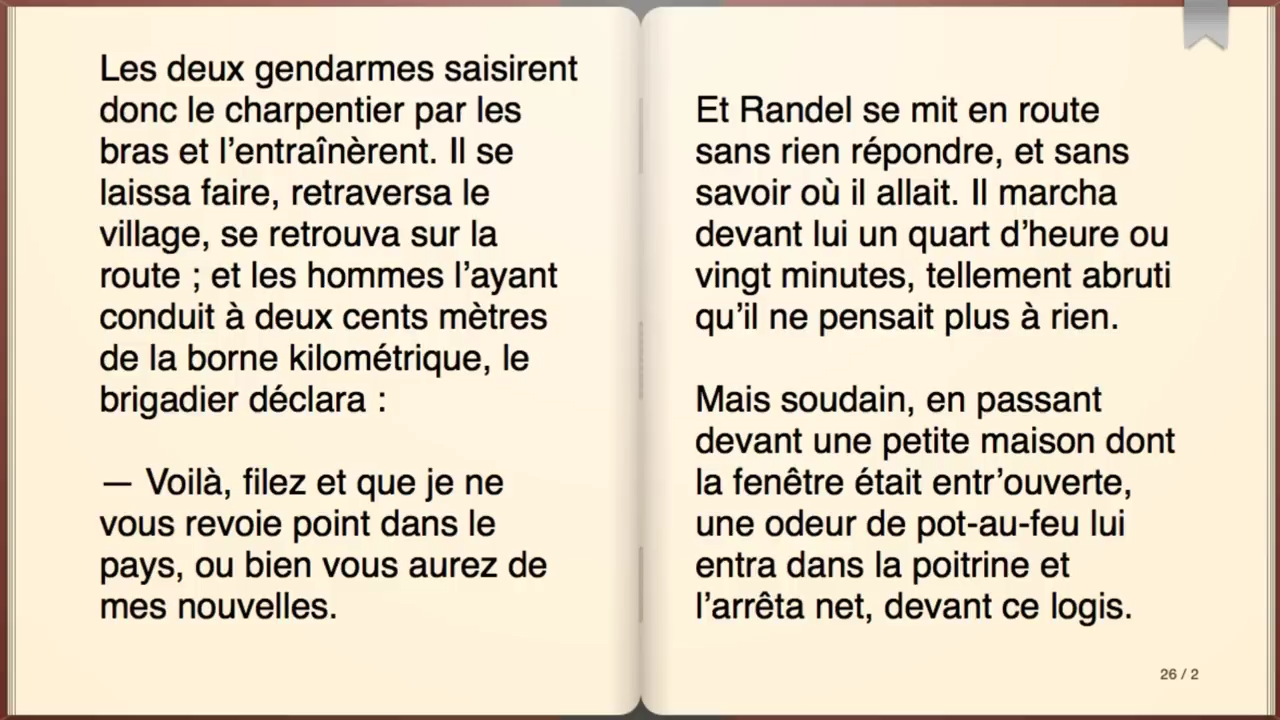 Les deux gendarmes saisirent
donc le charpentier par les
bras et l’entraînèrent. Il se
laissa faire, retraversa le
village, se retrouva sur la
route ; et les hommes l’ayant
conduit à deux cents mètres
de la borne kilométrique, le
brigadier déclara :
— Voilà, filez et que je ne
vous revoie point dans le
pays, ou bien vous aurez de
mes nouvelles.
Et Randel se mit en route
sans rien répondre, et sans
savoir où il allait. Il marcha
devant lui un quart d’heure ou
vingt minutes, tellement abruti
qu’il ne pensait plus à rien.
Mais soudain, en passant
devant une petite maison dont
la fenêtre était entr’ouverte,
une odeur de pot-au-feu lui
entra dans la poitrine et
l’arrêta net, devant ce logis.
26 / 2